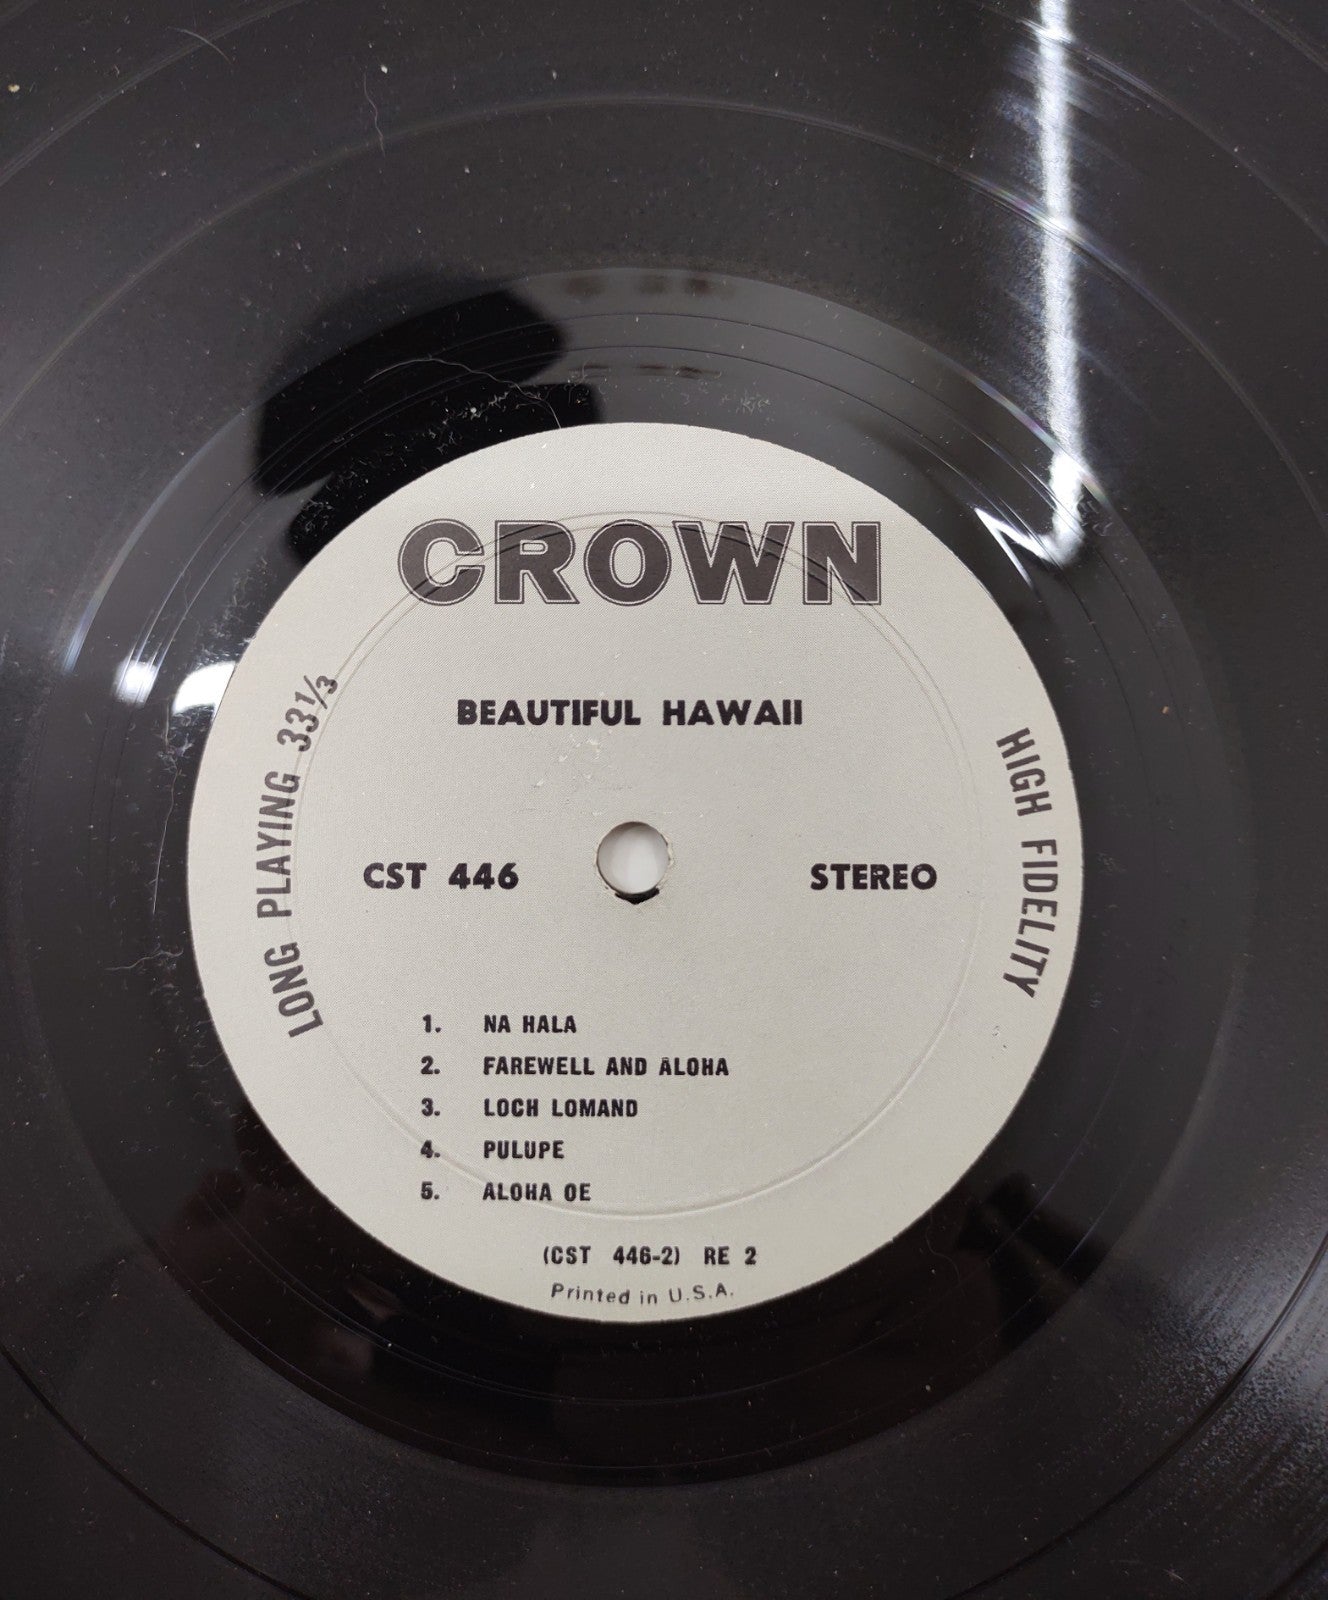 CROWN
BEAUTIFUL HAWAII
LONG PLAYING 33⅓
HIGH FIDELITY
CST 446
STEREO
1. NA HALA
2. FAREWELL AND ALOHA
3. LOCH LOMAND
4. PULUPE
5. ALOHA OE
(CST 446-2) RE 2
Printed in U.S.A.